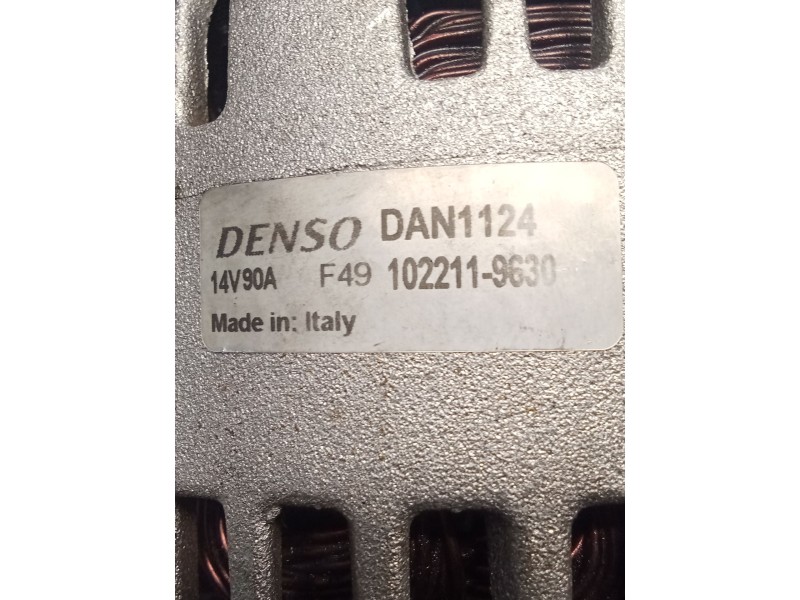 DENSO DAN1124
14V90A F49 102211-9630
Made in: Italy